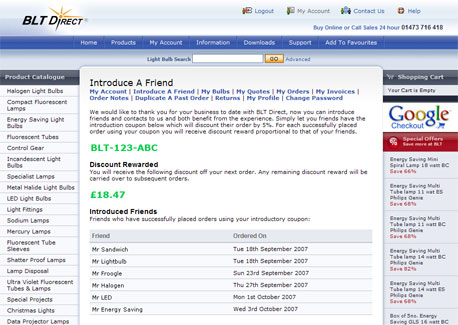 BLT DIRECT®
Logout My Account Contact Us Help
Buy Online or Call Sales 24 hour 01473 716 418
Home Products My Account Information Downloads Support Add To Favourites
Light Bulb Search GO Advanced
Product Catalogue
Halogen Light Bulbs
Compact Fluorescent
Lamps
Energy Saving Light
Bulbs
Fluorescent Tubes
Control Gear
Incandescent Light
Bulbs
Specialist Lamps
Metal Halide Light Bulbs
LED Light Bulbs
Light Fittings
Sodium Lamps
Mercury Lamps
Fluorescent Tube
Sleeves
Shatter Proof Lamps
Lamp Disposal
Ultra Violet Fluorescent
Tubes & Lamps
Special Projects
Christmas Lights
Data Projector Lamps
Introduce A Friend
My Account | Introduce A Friend | My Bulbs | My Quotes | My Orders | My Invoices |
Order Notes | Duplicate A Past Order | Returns | My Profile | Change Password
We would like to thank you for your business to date with BLT Direct, now you can introduce
friends and contacts to us and both benefit from the experience. Simply let you friends have the
introduction coupon below which will discount their order by 5%. For each successfully placed
order using your coupon you will receive discount reward proportional to that of your friends.
BLT-123-ABC
Discount Rewarded
You will receive the following discount off your next order. Any remaining discount reward will be
carried over to subsequent orders.
£18.47
Introduced Friends
Friends who have successfully placed orders using your introductory coupon:
Friend Ordered On
Mr Sandwich Tue 18th September 2007
Mr Lightbulb Tue 18th September 2007
Mr Froogle Sun 23rd September 2007
Mr Halogen Thu 27th September 2007
Mr LED Mon 1st October 2007
Mr Energy Saving Wed 3rd October 2007
Shopping Cart
Your Cart is Empty
Google
Checkout
Special Offers
Save more at BLT
Energy Saving Mini
Spiral Lamp 18 watt BC
Save 66%
Energy Saving Multi
Tube lamp 11 watt ES
Philips Genie
Save 68%
Energy Saving Multi
Tube lamp 11 watt BC
Philips Genie
Save 68%
Energy Saving Multi
Tube lamp 14 watt BC
Philips Genie
Save 82%
Energy Saving Multi
Tube lamp 14 watt ES
Philips Genie
Save 68%
Box of 5no. Energy
Saving GLS 16 watt BC